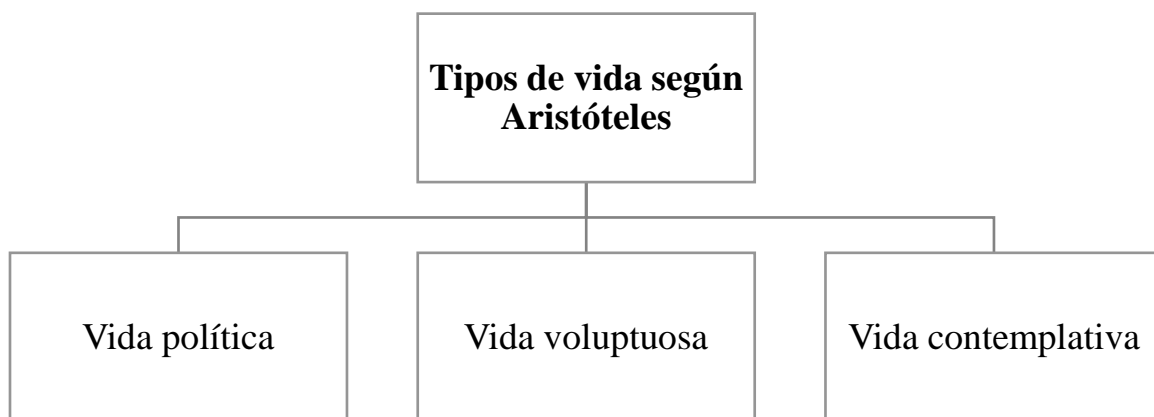 Tipos de vida según
Aristóteles
Vida política
Vida voluptuosa
Vida contemplativa